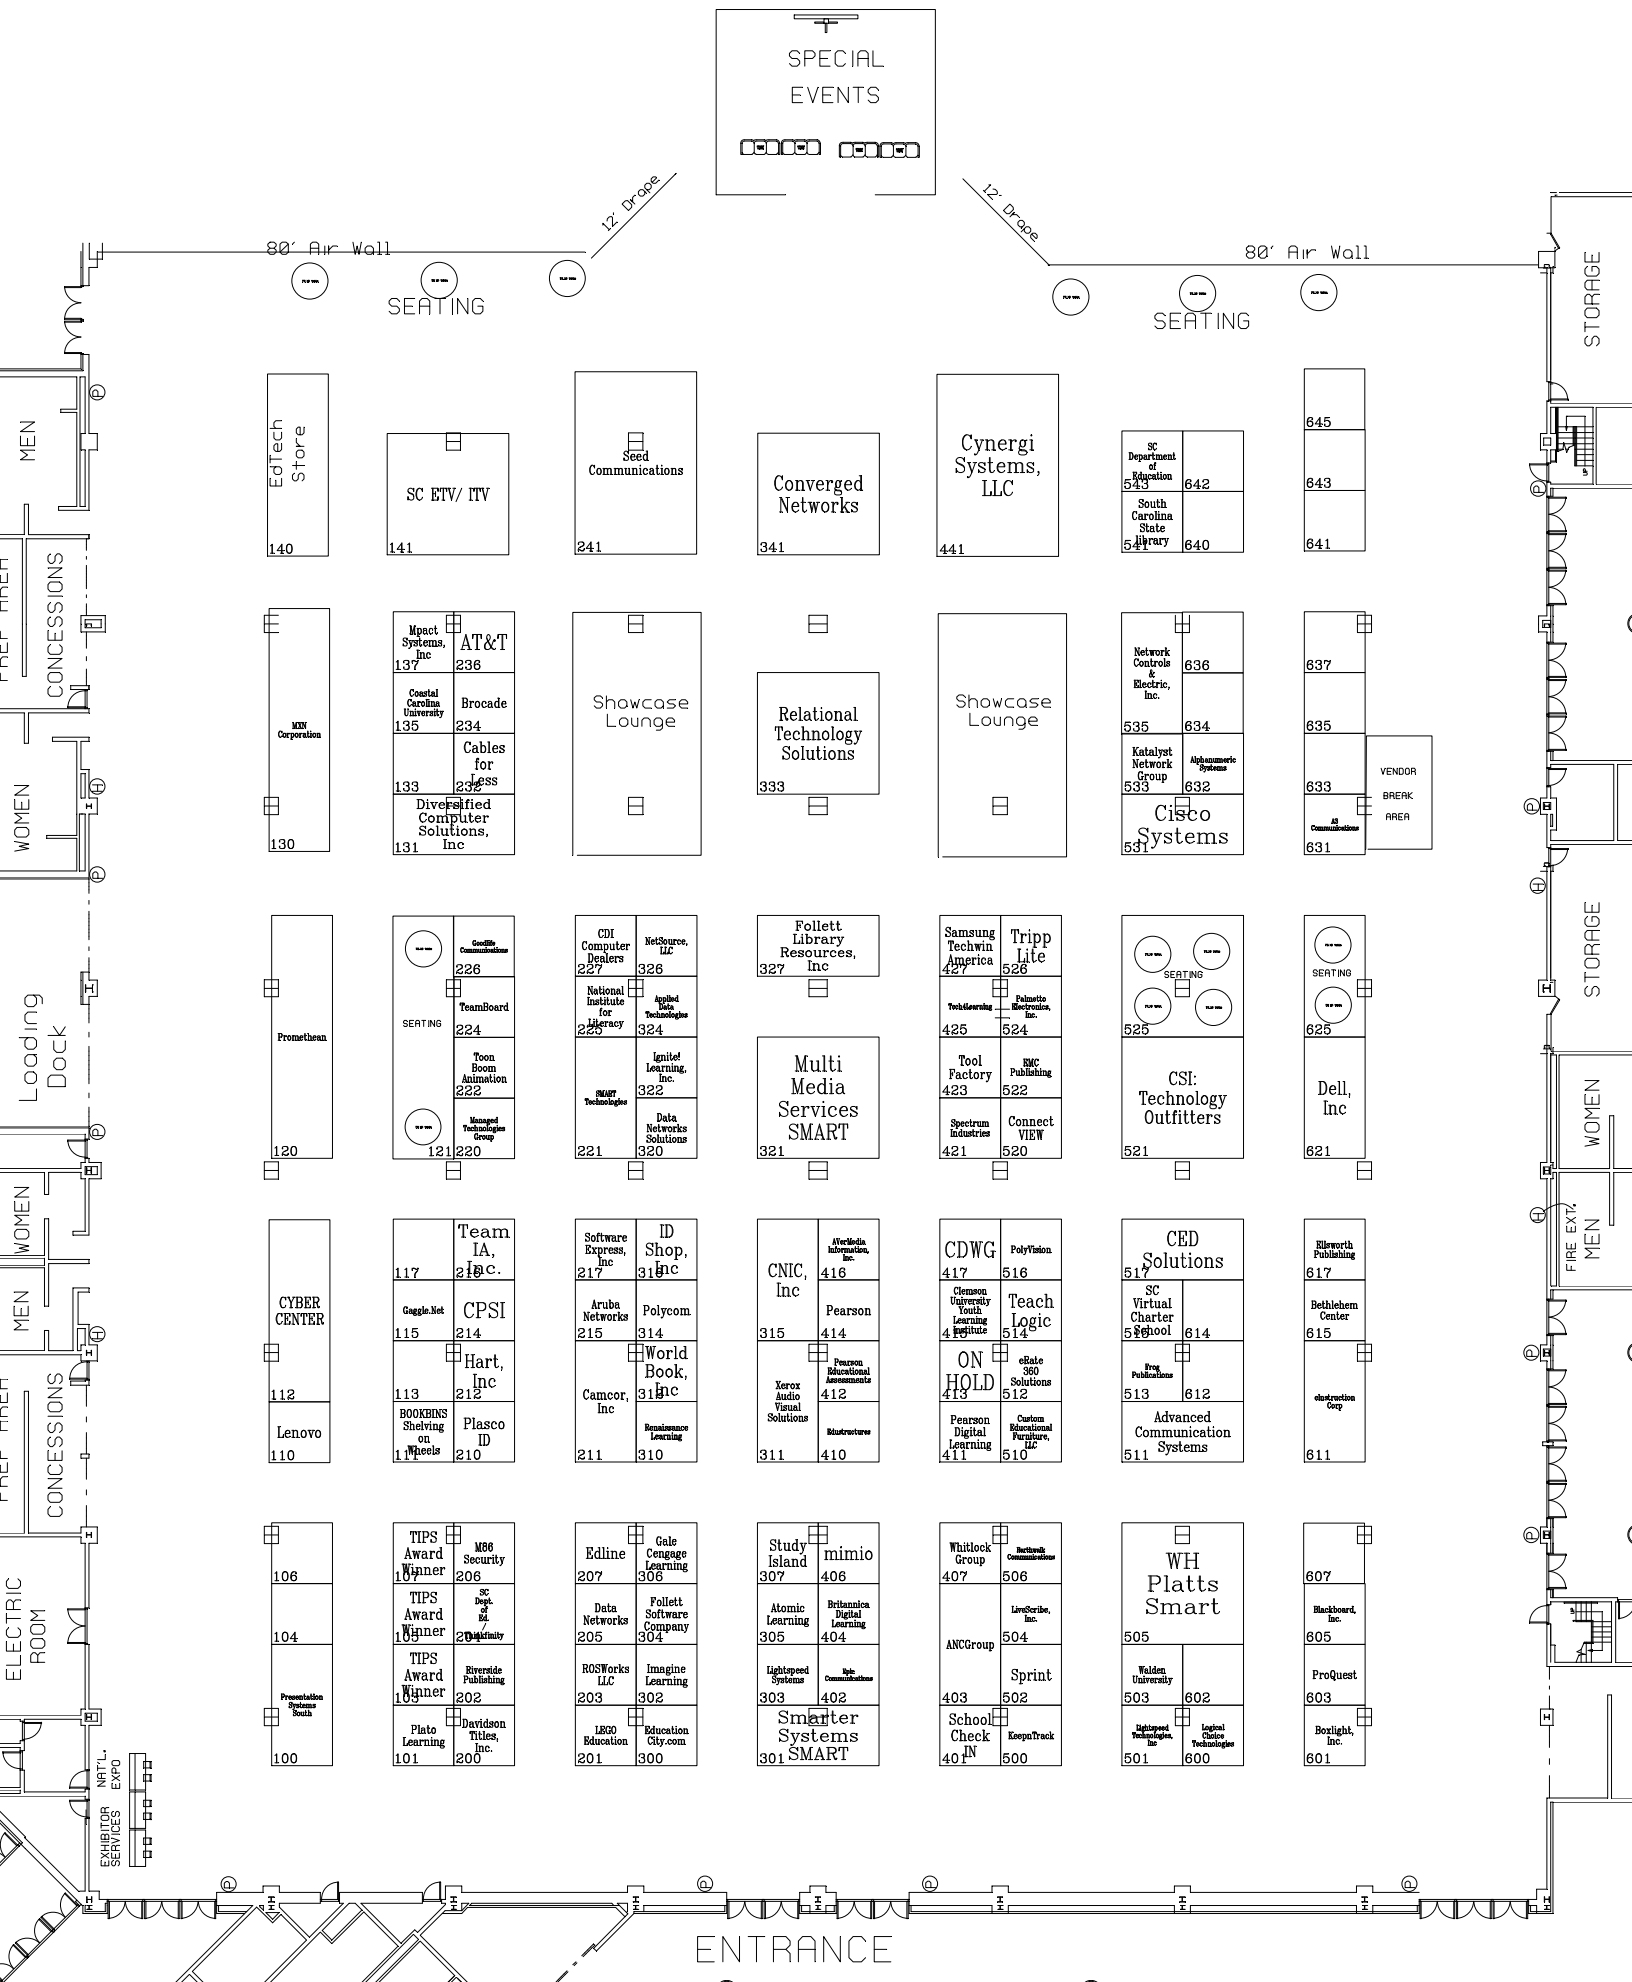 SPECIAL
EVENTS
12' Drape
12' Drape
80' Air Wall
80' Air Wall
SEATING
SEATING
STORAGE
MEN
EdTech
Store
140
SC ETV/ ITV
141
Seed
Communications
241
Converged
Networks
341
Cynergi
Systems,
LLC
441
SC
Department
of
Education
543
642
South
Carolina
State
library
541
640
645
643
641
PREP AREA
CONCESSIONS
MXN
Corporation
130
Mpact
Systems,
Inc
137
AT&T
236
Coastal
Carolina
University
135
Brocade
234
133
Cables
for
Less
232
Diversified
Computer
Solutions,
Inc
131
Showcase
Lounge
Relational
Technology
Solutions
333
Showcase
Lounge
Network
Controls
&
Electric,
Inc.
535
636
634
Katalyst
Network
Group
533
Alphanumeric
Systems
632
Cisco
Systems
531
637
635
633
A3
Communications
631
VENDOR
BREAK
AREA
WOMEN
STORAGE
Loading
Dock
Promethean
120
SEATING
121
Goodlife
Communications
226
TeamBoard
224
Toon
Boom
Animation
222
Managed
Technologies
Group
220
CDI
Computer
Dealers
227
NetSource,
LLC
326
National
Institute
for
Literacy
225
Applied
Data
Technologies
324
SMART
Technologies
221
Ignite!
Learning,
Inc.
322
Data
Networks
Solutions
320
Follett
Library
Resources,
Inc
327
Multi
Media
Services
SMART
321
Samsung
Techwin
America
427
Tripp
Lite
526
Tech4Learning
425
Palmetto
Electronics,
Inc.
524
Tool
Factory
423
EMC
Publishing
522
Spectrum
Industries
421
Connect
VIEW
520
SEATING
525
CSI:
Technology
Outfitters
521
SEATING
625
Dell,
Inc
621
WOMEN
WOMEN
MEN
FIRE EXT.
MEN
CYBER
CENTER
112
Lenovo
110
117
Team
IA,
Inc.
216
Gaggle.Net
115
CPSI
214
113
Hart,
Inc
212
BOOKBINS
Shelving
on
Wheels
111
Plasco
ID
210
Software
Express,
Inc
217
ID
Shop,
Inc
316
Aruba
Networks
215
Polycom
314
Camcor,
Inc
211
World
Book,
Inc
Renaissance
Learning
310
CNIC,
Inc
315
AVerMedia
Information,
Inc.
416
Pearson
414
Xerox
Audio
Visual
Solutions
311
Pearson
Educational
Assessments
412
Edustructures
410
CDWG
417
PolyVision
516
Clemson
University
Youth
Learning
Institute
415
Teach
Logic
514
ON
HOLD
413
eRate
360
Solutions
512
Pearson
Digital
Learning
411
Custom
Educational
Furniture,
LLC
510
CED
Solutions
517
SC
Virtual
Charter
School
515
614
Frog
Publications
513
612
Advanced
Communication
Systems
511
Ellsworth
Publishing
617
Bethlehem
Center
615
eInstruction
Corp
611
PREP AREA
CONCESSIONS
ELECTRIC
ROOM
106
104
Presentation
Systems
South
100
TIPS
Award
Winner
107
M86
Security
206
TIPS
Award
Winner
105
SC
Dept.
of
Ed.
/
Thinkfinity
204
TIPS
Award
Winner
103
Riverside
Publishing
202
Plato
Learning
101
Davidson
Titles,
Inc.
200
Edline
207
Gale
Cengage
Learning
306
Data
Networks
205
Follett
Software
Company
304
ROSWorks
LLC
203
Imagine
Learning
302
LEGO
Education
201
Education
City.com
300
Study
Island
307
mimio
406
Atomic
Learning
305
Britannica
Digital
Learning
404
Lightspeed
Systems
303
Epic
Communications
402
Smarter
Systems
SMART
301
Whitlock
Group
407
Communications
506
ANCGroup
403
LiveScribe,
Inc.
504
Sprint
502
School
Check
IN
401
KeepnTrack
500
WH
Platts
Smart
505
Walden
University
503
602
Lightspeed
Technologies,
Inc
501
Logical
Choice
Technologies
600
607
Blackboard,
Inc.
605
ProQuest
603
Boxlight,
Inc.
601
EXHIBITOR NAT'L.
SERVICES EXPO
ENTRANCE